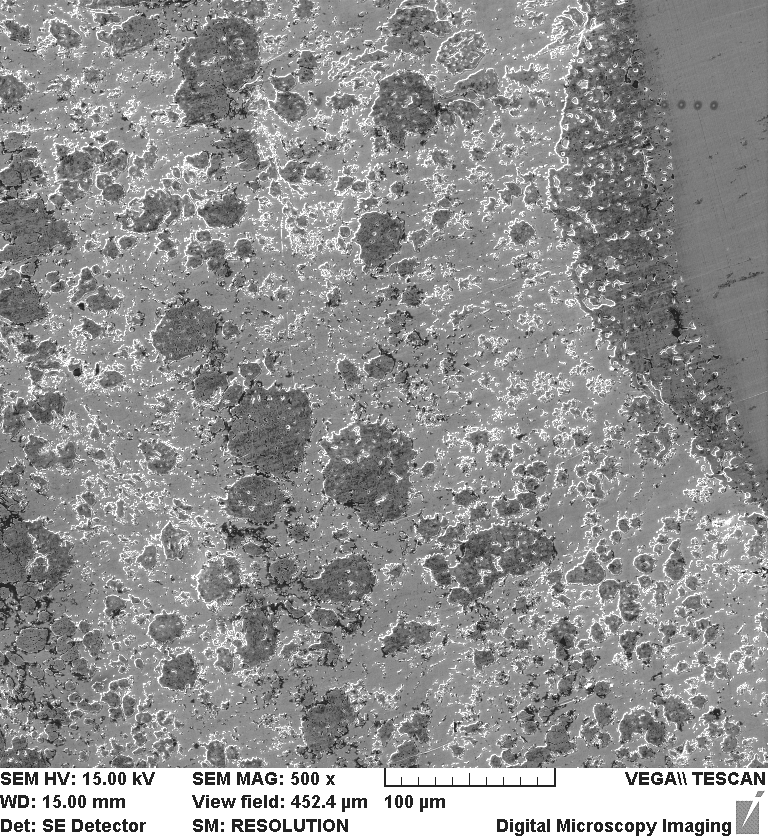 SEM HV: 15.00 kV SEM MAG: 500 x VEGA\\ TESCAN
WD: 15.00 mm View field: 452.4 µm 100 µm
Det: SE Detector SM: RESOLUTION Digital Microscopy Imaging